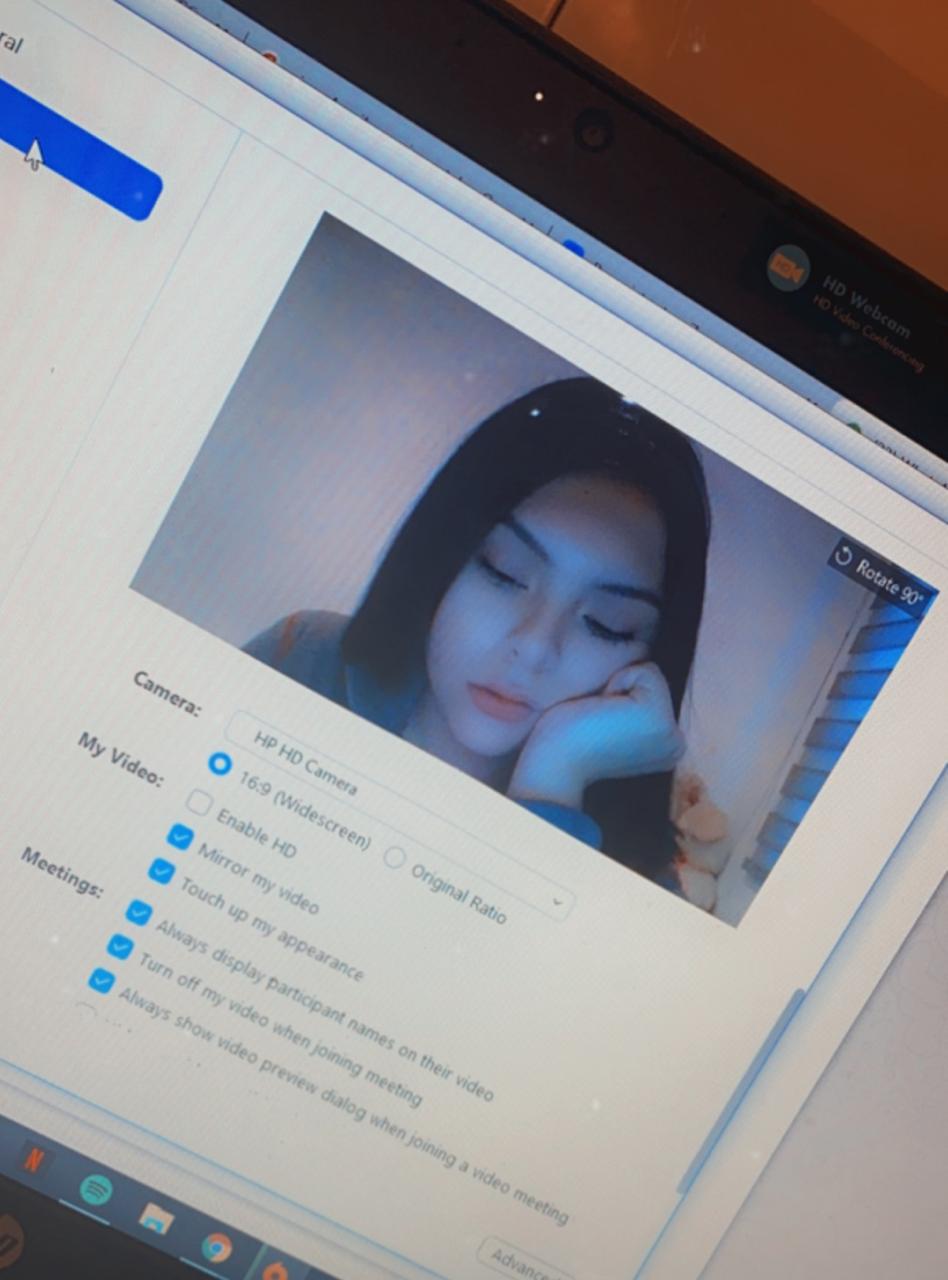 ral
HD
HD Webcam
HD Video Conferencing
Rotate 90°
Camera:
HP HD Camera
My Video:
16:9 (Widescreen)
Original Ratio
Enable HD
Mirror my video
Touch up my appearance
Meetings:
Always display participant names on their video
Turn off my video when joining meeting
Always show video preview dialog when joining a video meeting
Advanced
N